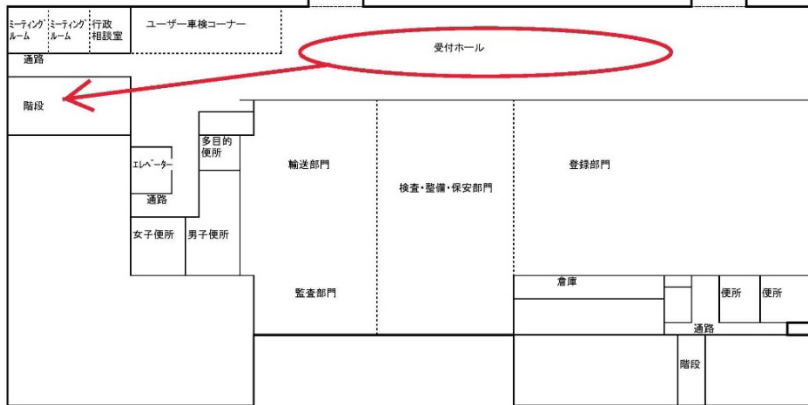 ミーティング
ルーム
ミーティング
ルーム
行政
相談室
ユーザー車検コーナー
受付ホール
通路
階段
多目的
便所
エレベーター
輸送部門
検査・整備・保安部門
登録部門
通路
女子便所
男子便所
監査部門
倉庫
便所
便所
通路
階段